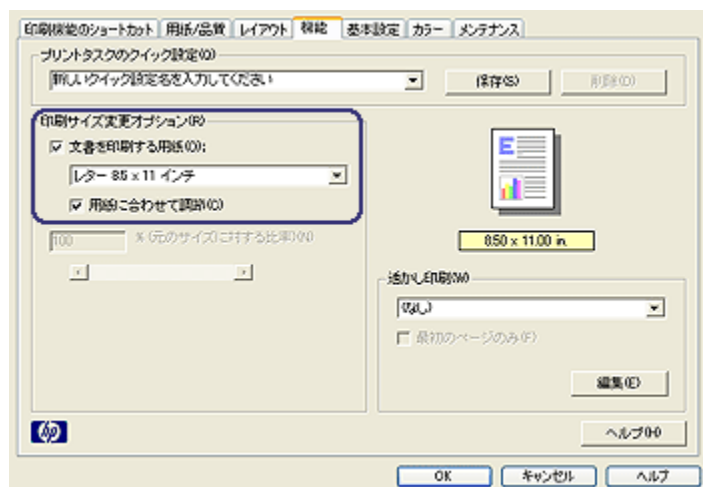 印刷機能のショートカット 用紙/品質 レイアウト 機能 基本設定 カラー メンテナンス
プリントタスクのクイック設定(Q)
新しいクイック設定名を入力してください 保存(S) 削除(D)
印刷サイズ変更オプション(R)
文書を印刷する用紙(O):
レター 8.5 x 11 インチ
用紙に合わせて調節(C)
100 % (元のサイズに対する比率)(N)
8.50 x 11.00 in.
透かし印刷(W)
(なし)
最初のページのみ(F)
編集(E)
hp
ヘルプ(H)
OK キャンセル ヘルプ